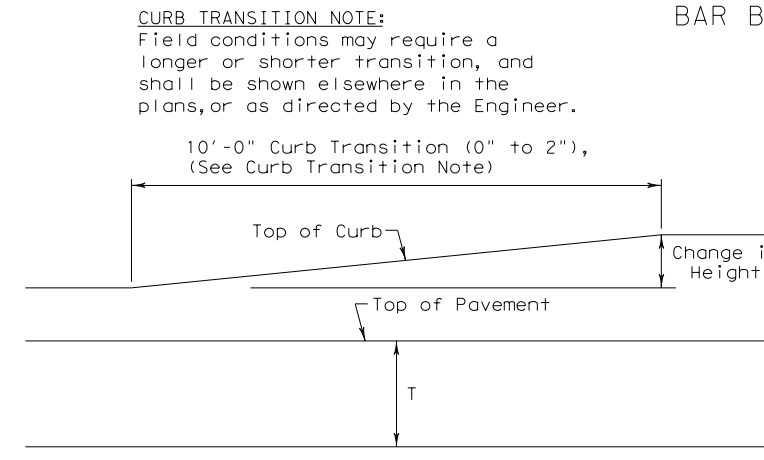 CURB TRANSITION NOTE:
Field conditions may require a
longer or shorter transition, and
shall be shown elsewhere in the
plans,or as directed by the Engineer.
BAR B
10'-0" Curb Transition (0" to 2"),
(See Curb Transition Note)
Top of Curb
Change i
Height
Top of Pavement
T